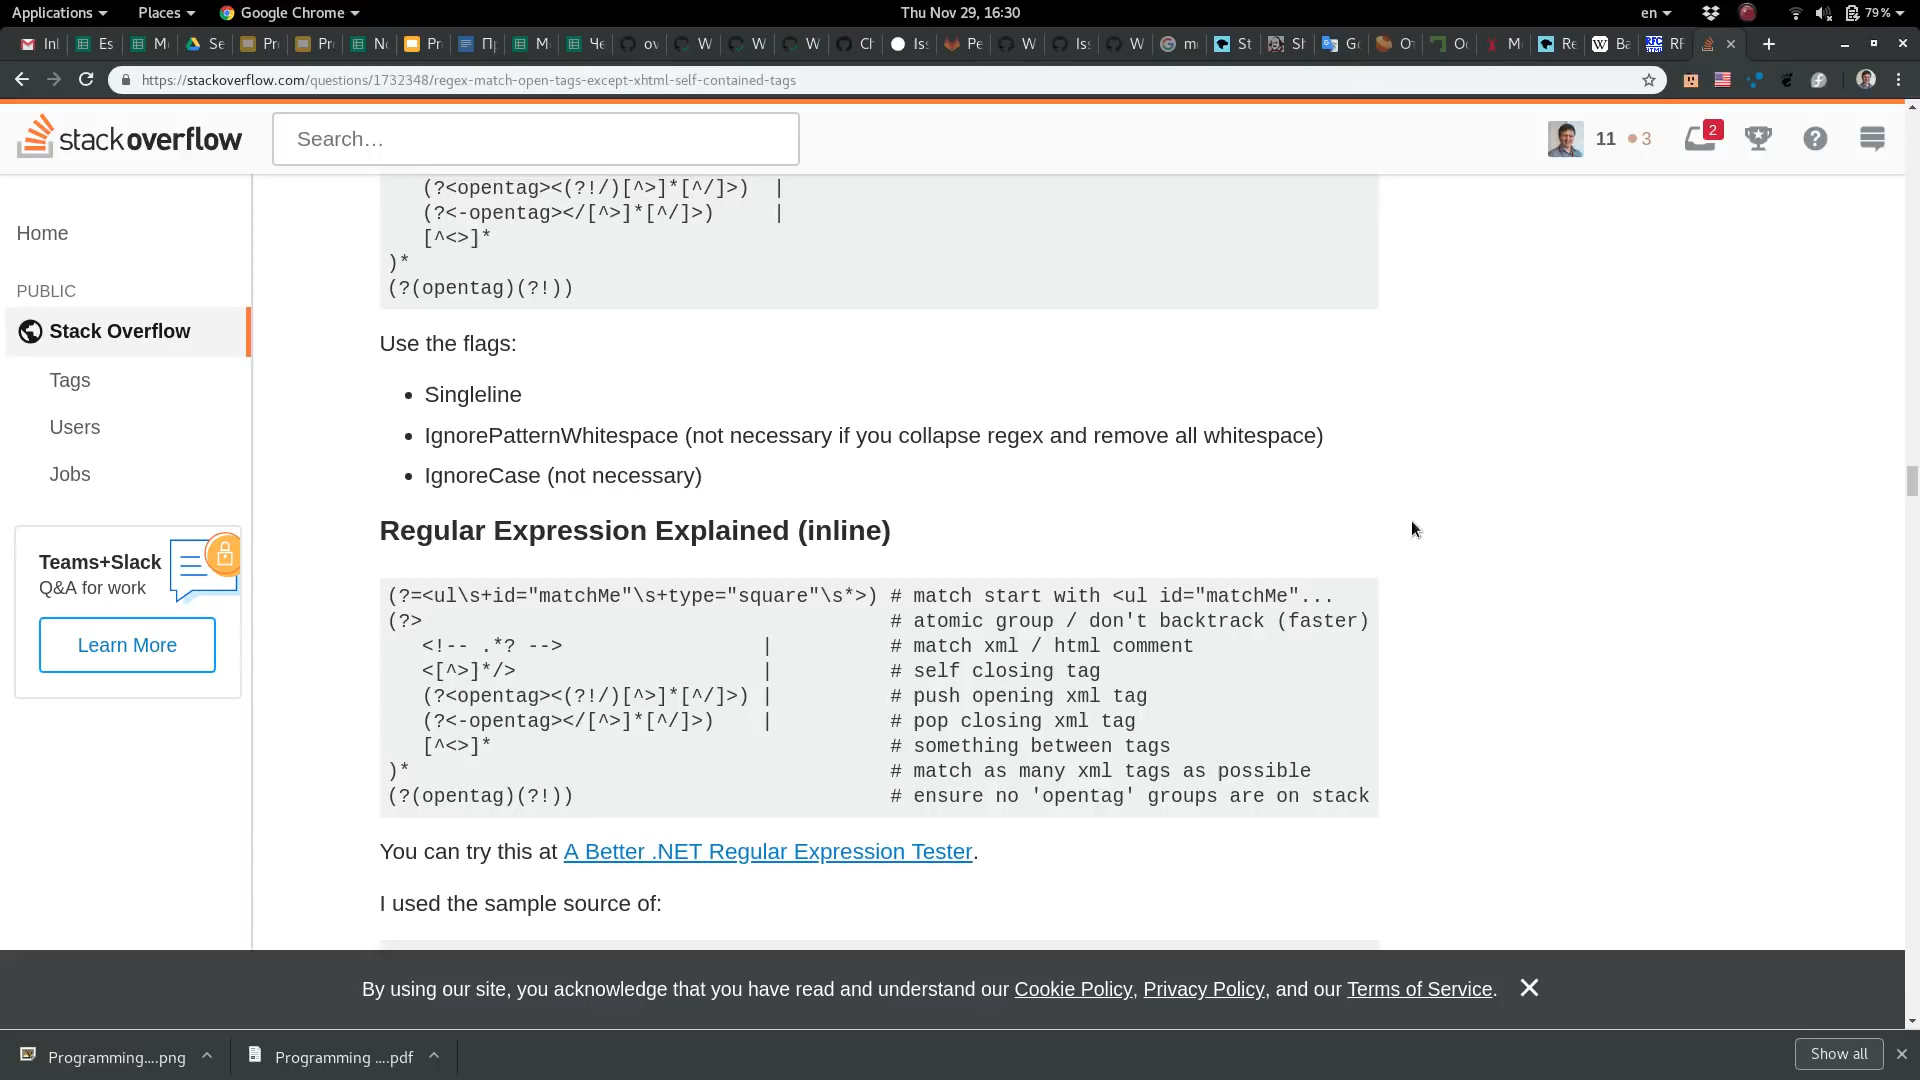 Applications Places Google Chrome Thu Nov 29, 16:30 en 79%
https://stackoverflow.com/questions/1732348/regex-match-open-tags-except-xhtml-self-contained-tags
stackoverflow Search… 11 3 2
Home
PUBLIC
Stack Overflow
Tags
Users
Jobs
Teams+Slack
Q&A for work
Learn More
(?<opentag><(?!/)[^>]*[^/]>) |
(?<-opentag></[^>]*[^/]>) |
[^<>]*
)*
(?(opentag)(?!))
Use the flags:
• Singleline
• IgnorePatternWhitespace (not necessary if you collapse regex and remove all whitespace)
• IgnoreCase (not necessary)
Regular Expression Explained (inline)
(?=<ul\s+id="matchMe"\s+type="square"\s*>) # match start with <ul id="matchMe"...
(?> # atomic group / don't backtrack (faster)
<!-- .*? --> | # match xml / html comment
<[^>]*/> | # self closing tag
(?<opentag><(?!/)[^>]*[^/]>) | # push opening xml tag
(?<-opentag></[^>]*[^/]>) | # pop closing xml tag
[^<>]* # something between tags
)* # match as many xml tags as possible
(?(opentag)(?!)) # ensure no 'opentag' groups are on stack
You can try this at A Better .NET Regular Expression Tester.
I used the sample source of:
By using our site, you acknowledge that you have read and understand our Cookie Policy, Privacy Policy, and our Terms of Service.
Programming....png Programming ....pdf Show all